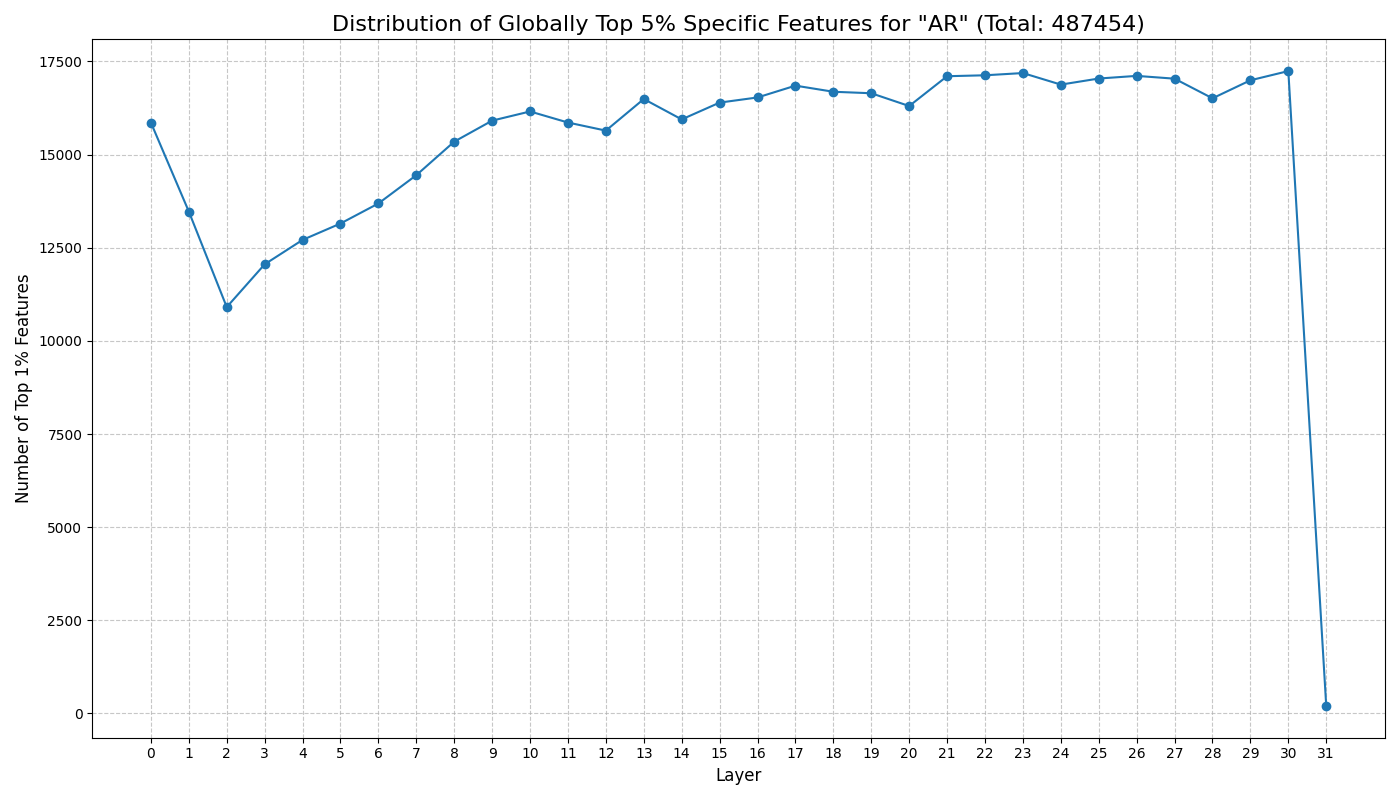 Distribution of Globally Top 5% Specific Features for "AR" (Total: 487454)
Number of Top 1% Features
17500
15000
12500
10000
7500
5000
2500
0
0 1 2 3 4 5 6 7 8 9 10 11 12 13 14 15 16 17 18 19 20 21 22 23 24 25 26 27 28 29 30 31
Layer